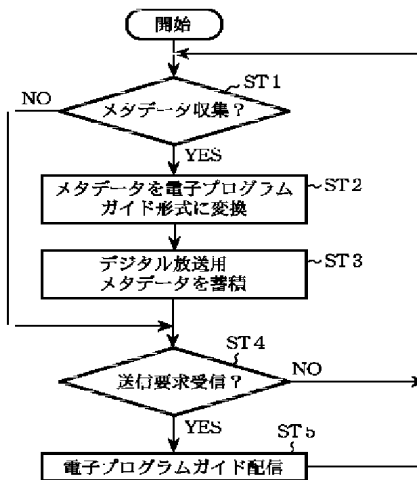 開始
ST1
メタデータ収集?
NO
YES
メタデータを電子プログラム
ガイド形式に変換
ST2
デジタル放送用
メタデータを蓄積
ST3
ST4
送信要求受信?
NO
YES
ST5
電子プログラムガイド配信